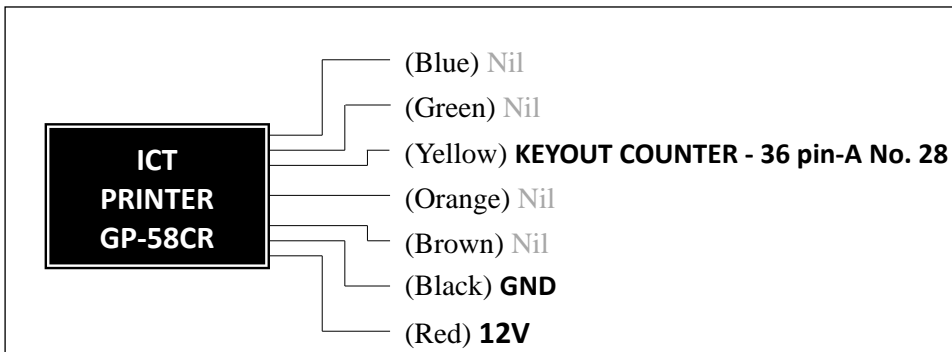 ICT
PRINTER
GP-58CR
(Blue) Nil
(Green) Nil
(Yellow) KEYOUT COUNTER - 36 pin-A No. 28
(Orange) Nil
(Brown) Nil
(Black) GND
(Red) 12V